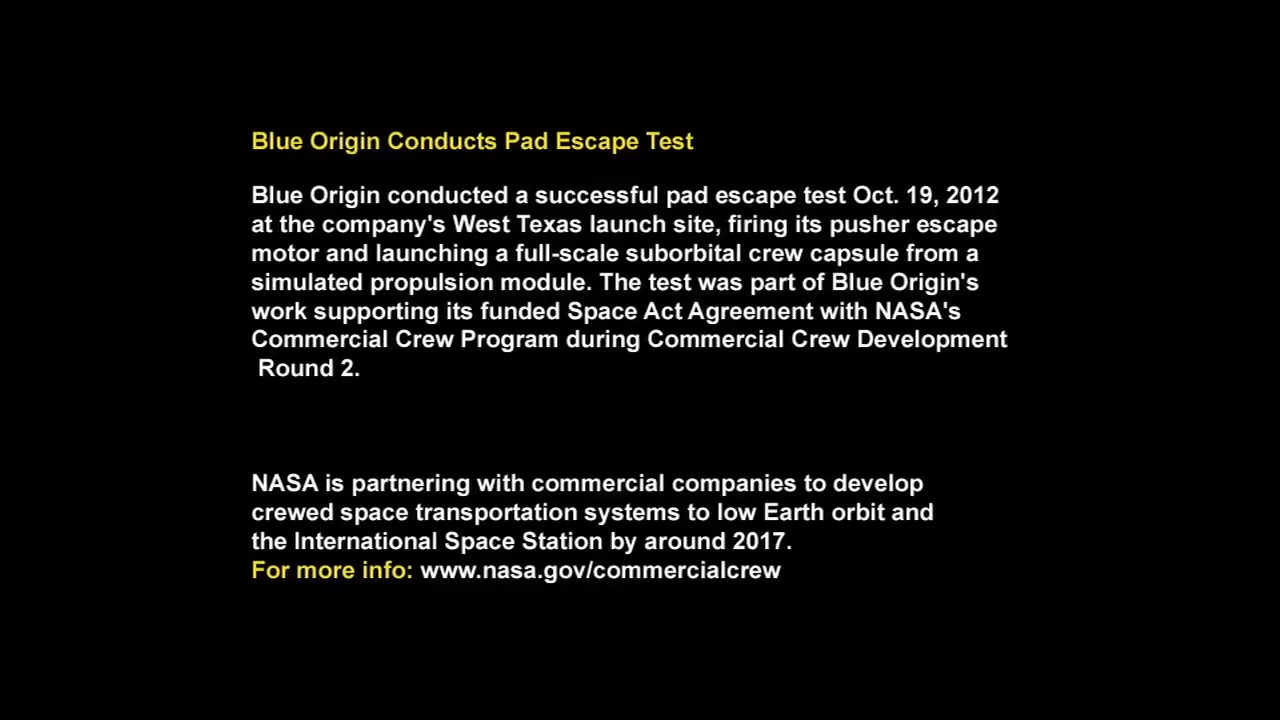 Blue Origin Conducts Pad Escape Test
Blue Origin conducted a successful pad escape test Oct. 19, 2012
at the company's West Texas launch site, firing its pusher escape
motor and launching a full-scale suborbital crew capsule from a
simulated propulsion module. The test was part of Blue Origin's
work supporting its funded Space Act Agreement with NASA's
Commercial Crew Program during Commercial Crew Development
Round 2.
NASA is partnering with commercial companies to develop
crewed space transportation systems to low Earth orbit and
the International Space Station by around 2017.
For more info: www.nasa.gov/commercialcrew